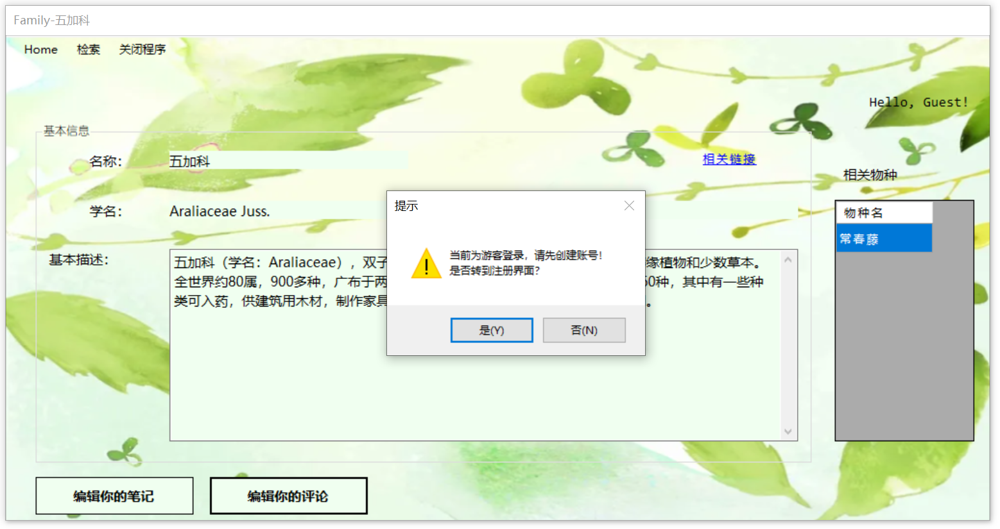 Family-五加科
Home 检索 关闭程序
Hello, Guest!
基本信息
名称： 五加科 相关链接
学名： Araliaceae Juss.
基本描述：
五加科（学名：Araliaceae），双子
缘植物和少数草本。
全世界约80属，900多种，广布于两
60种，其中有一些种
类可入药，供建筑用木材，制作家具
。
提示
当前为游客登录，请先创建账号！
是否转到注册界面？
是(Y) 否(N)
相关物种
物种名
常春藤
编辑你的笔记 编辑你的评论